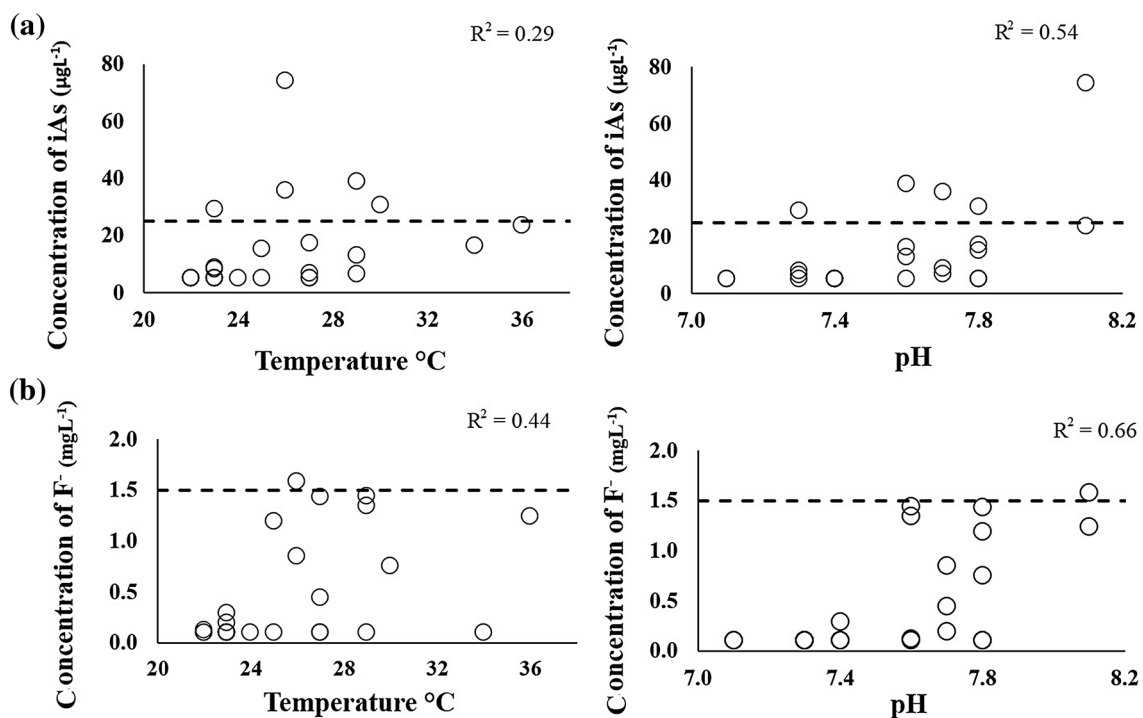 (a)
R² = 0.29
Concentration of iAs (µgL⁻¹)
80
60
40
20
0
20 24 28 32 36
Temperature °C
R² = 0.54
Concentration of iAs (µgL⁻¹)
80
60
40
20
0
7.0 7.4 7.8 8.2
pH
(b)
R² = 0.44
Concentration of F⁻ (mgL⁻¹)
2.0
1.5
1.0
0.5
0.0
20 24 28 32 36
Temperature °C
R² = 0.66
Concentration of F⁻ (mgL⁻¹)
2.0
1.5
1.0
0.5
0.0
7.0 7.4 7.8 8.2
pH